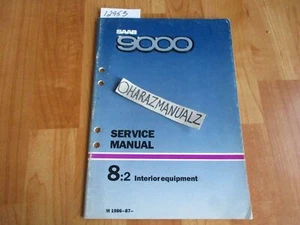 12453
SAAB
9000
OHARAZMANUALZ
SERVICE
MANUAL
8:2 Interior equipment
M 1986-87-